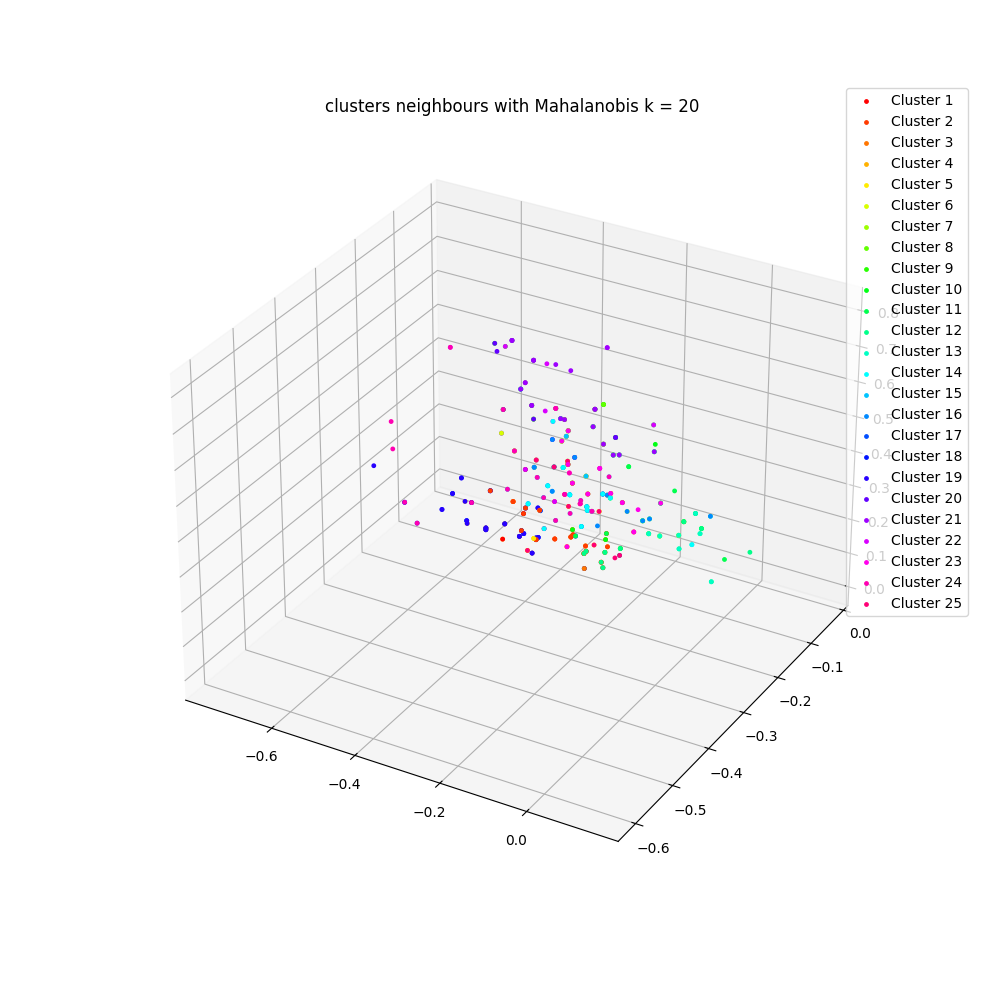 clusters neighbours with Mahalanobis k = 20
Cluster 1
Cluster 2
Cluster 3
Cluster 4
Cluster 5
Cluster 6
Cluster 7
Cluster 8
Cluster 9
Cluster 10
Cluster 11
Cluster 12
Cluster 13
Cluster 14
Cluster 15
Cluster 16
Cluster 17
Cluster 18
Cluster 19
Cluster 20
Cluster 21
Cluster 22
Cluster 23
Cluster 24
Cluster 25
0.8
0.7
0.6
0.5
0.4
0.3
0.2
0.1
0.0
0.0
−0.1
−0.2
−0.3
−0.4
−0.5
−0.6
−0.6
−0.4
−0.2
0.0